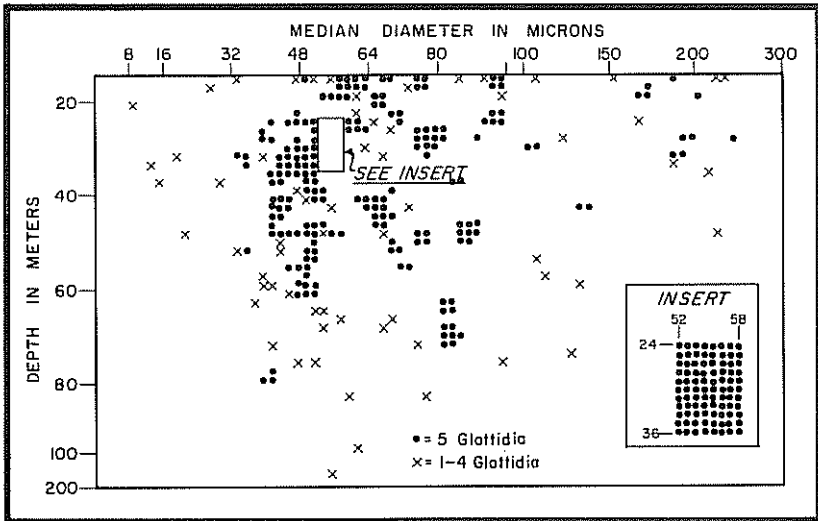 MEDIAN DIAMETER IN MICRONS
8 16 32 48 64 80 100 200 300
20
SEE INSERT
40
DEPTH IN METERS
60
INSERT
52 58
24
36
80
• = 5 Glottidia
100
× = 1-4 Glottidia
200